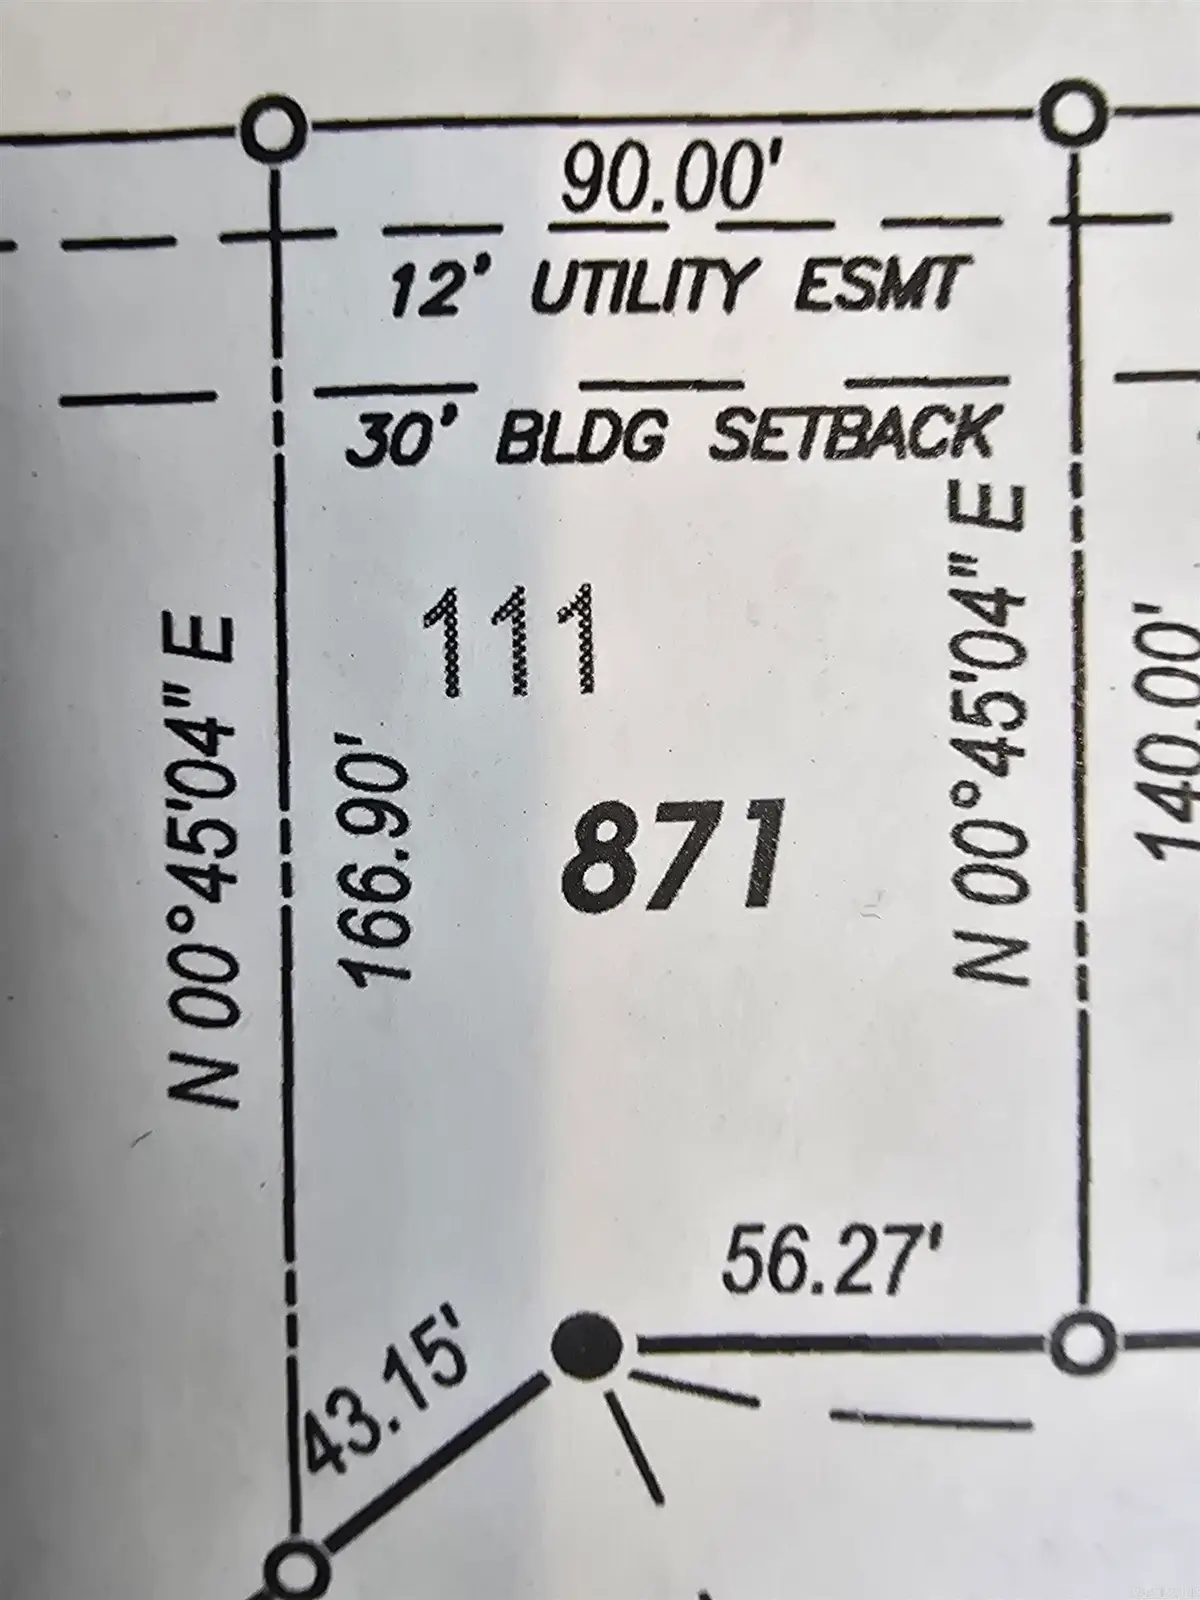 90.00'
12' UTILITY ESMT
30' BLDG SETBACK
N 00°45'04" E
166.90'
111
871
N 00°45'04" E
140.00'
56.27'
43.15'